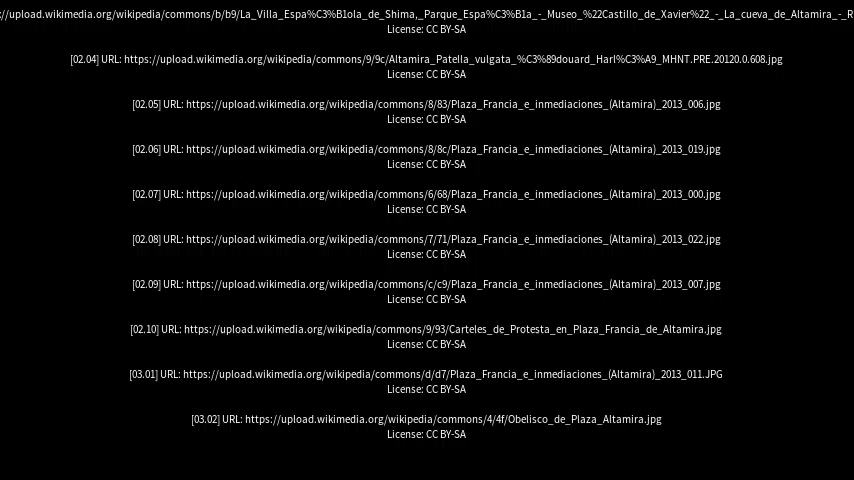 ://upload.wikimedia.org/wikipedia/commons/b/b9/La_Villa_Espa%C3%B1ola_de_Shima,_Parque_Espa%C3%B1a_-_Museo_%22Castillo_de_Xavier%22_-_La_cueva_de_Altamira_-_R
License: CC BY-SA
[02.04] URL: https://upload.wikimedia.org/wikipedia/commons/9/9c/Altamira_Patella_vulgata_%C3%89douard_Harl%C3%A9_MHNT.PRE.20120.0.608.jpg
License: CC BY-SA
[02.05] URL: https://upload.wikimedia.org/wikipedia/commons/8/83/Plaza_Francia_e_inmediaciones_(Altamira)_2013_006.jpg
License: CC BY-SA
[02.06] URL: https://upload.wikimedia.org/wikipedia/commons/8/8c/Plaza_Francia_e_inmediaciones_(Altamira)_2013_019.jpg
License: CC BY-SA
[02.07] URL: https://upload.wikimedia.org/wikipedia/commons/6/68/Plaza_Francia_e_inmediaciones_(Altamira)_2013_000.jpg
License: CC BY-SA
[02.08] URL: https://upload.wikimedia.org/wikipedia/commons/7/71/Plaza_Francia_e_inmediaciones_(Altamira)_2013_022.jpg
License: CC BY-SA
[02.09] URL: https://upload.wikimedia.org/wikipedia/commons/c/c9/Plaza_Francia_e_inmediaciones_(Altamira)_2013_007.jpg
License: CC BY-SA
[02.10] URL: https://upload.wikimedia.org/wikipedia/commons/9/93/Carteles_de_Protesta_en_Plaza_Francia_de_Altamira.jpg
License: CC BY-SA
[03.01] URL: https://upload.wikimedia.org/wikipedia/commons/d/d7/Plaza_Francia_e_inmediaciones_(Altamira)_2013_011.JPG
License: CC BY-SA
[03.02] URL: https://upload.wikimedia.org/wikipedia/commons/4/4f/Obelisco_de_Plaza_Altamira.jpg
License: CC BY-SA